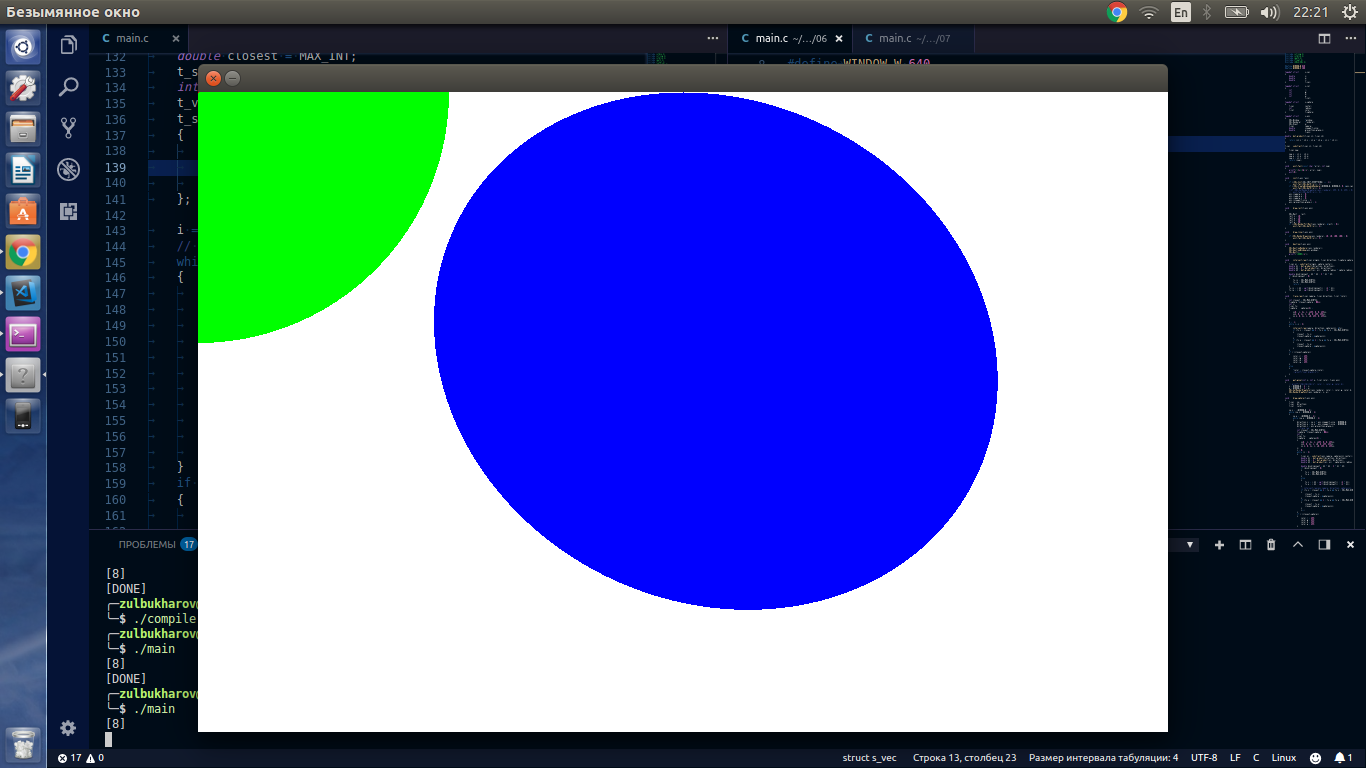 Безымянное окно
En
22:21
main.c
main.c ~/.../06
main.c ~/.../07
132 double closest = MAX_INT;
8 #define WINDOW_W 640
133 t_s
134 int
135 t_v
136 t_s
137 {
138
139
140
141 };
142
143 i =
144 //
145 whi
146 {
147
148
149
150
151
152
153
154
155
156
157
158 }
159 if
160 {
161
ПРОБЛЕМЫ 17
[8]
[DONE]
zulbukharov@
$ ./compile
zulbukharov@
$ ./main
[8]
[DONE]
zulbukharov@
$ ./main
[8]
17 0
struct s_vec
Строка 13, столбец 23
Размер интервала табуляции: 4
UTF-8
LF
C
Linux
1